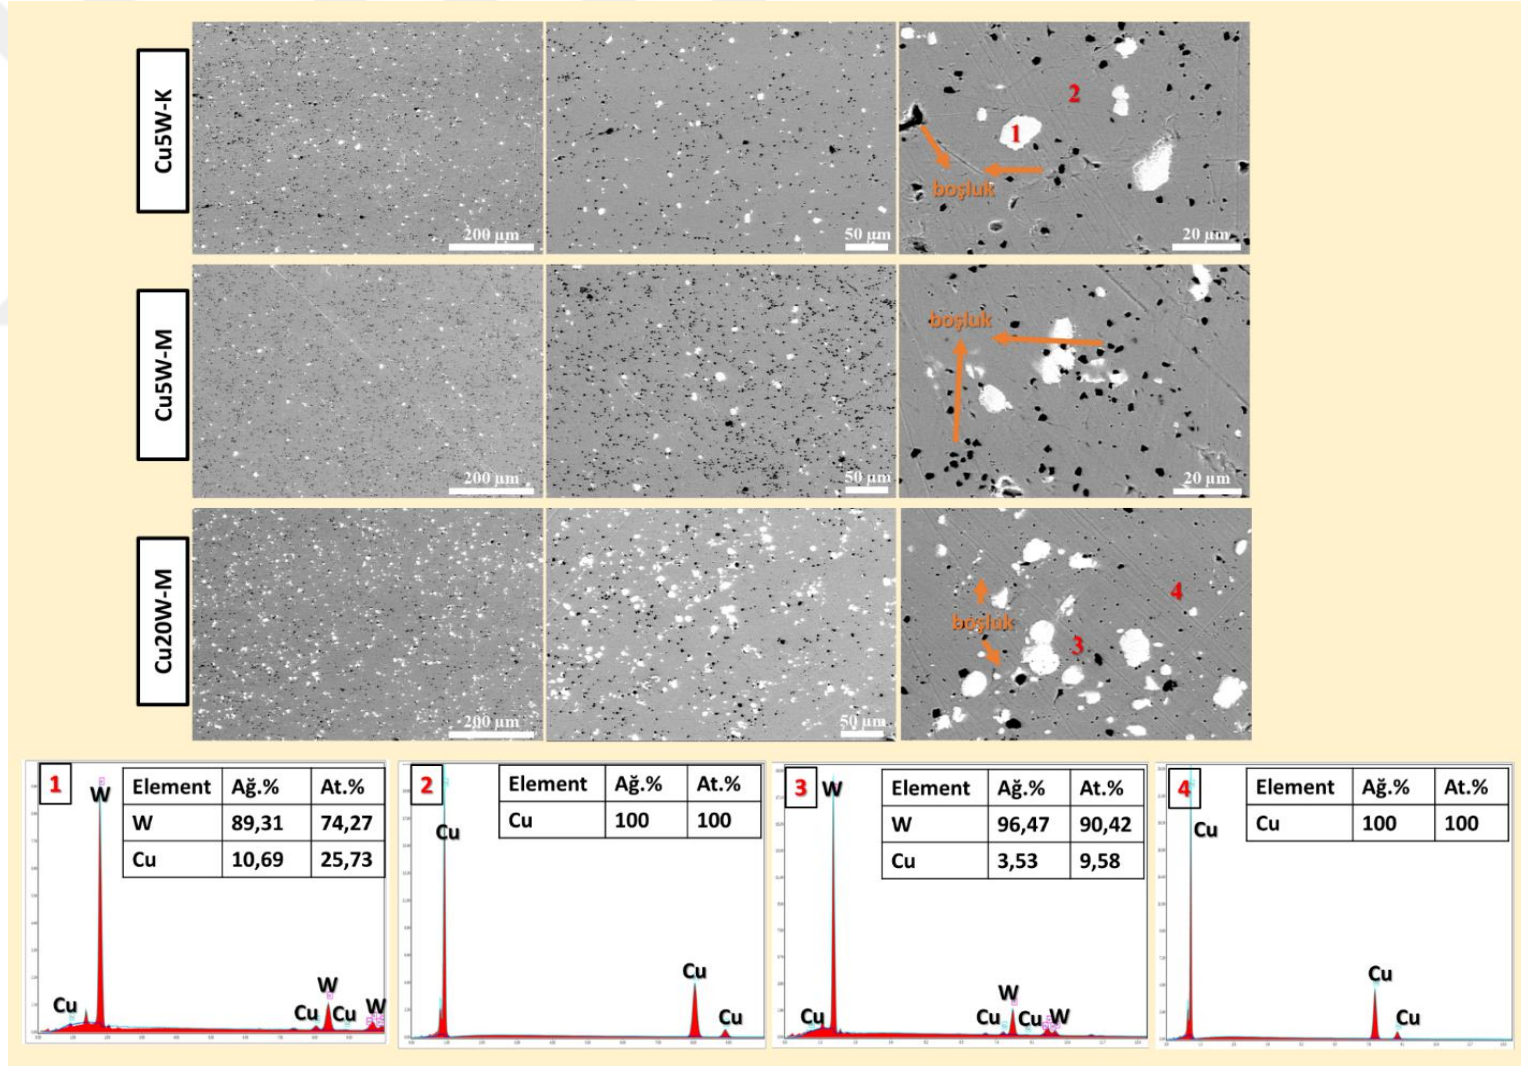 Cu5W-K
200 µm
50 µm
1
2
boşluk
20 µm
Cu5W-M
200 µm
50 µm
boşluk
20 µm
Cu20W-M
200 µm
50 µm
boşluk
3
4
1
W
Element Ağ.% At.%
W 89,31 74,27
Cu 10,69 25,73
Cu
Cu
W
Cu
W
2
Cu
Element Ağ.% At.%
Cu 100 100
Cu
Cu
3
W
Element Ağ.% At.%
W 96,47 90,42
Cu 3,53 9,58
Cu
Cu
W
Cu
W
4
Cu
Element Ağ.% At.%
Cu 100 100
Cu
Cu